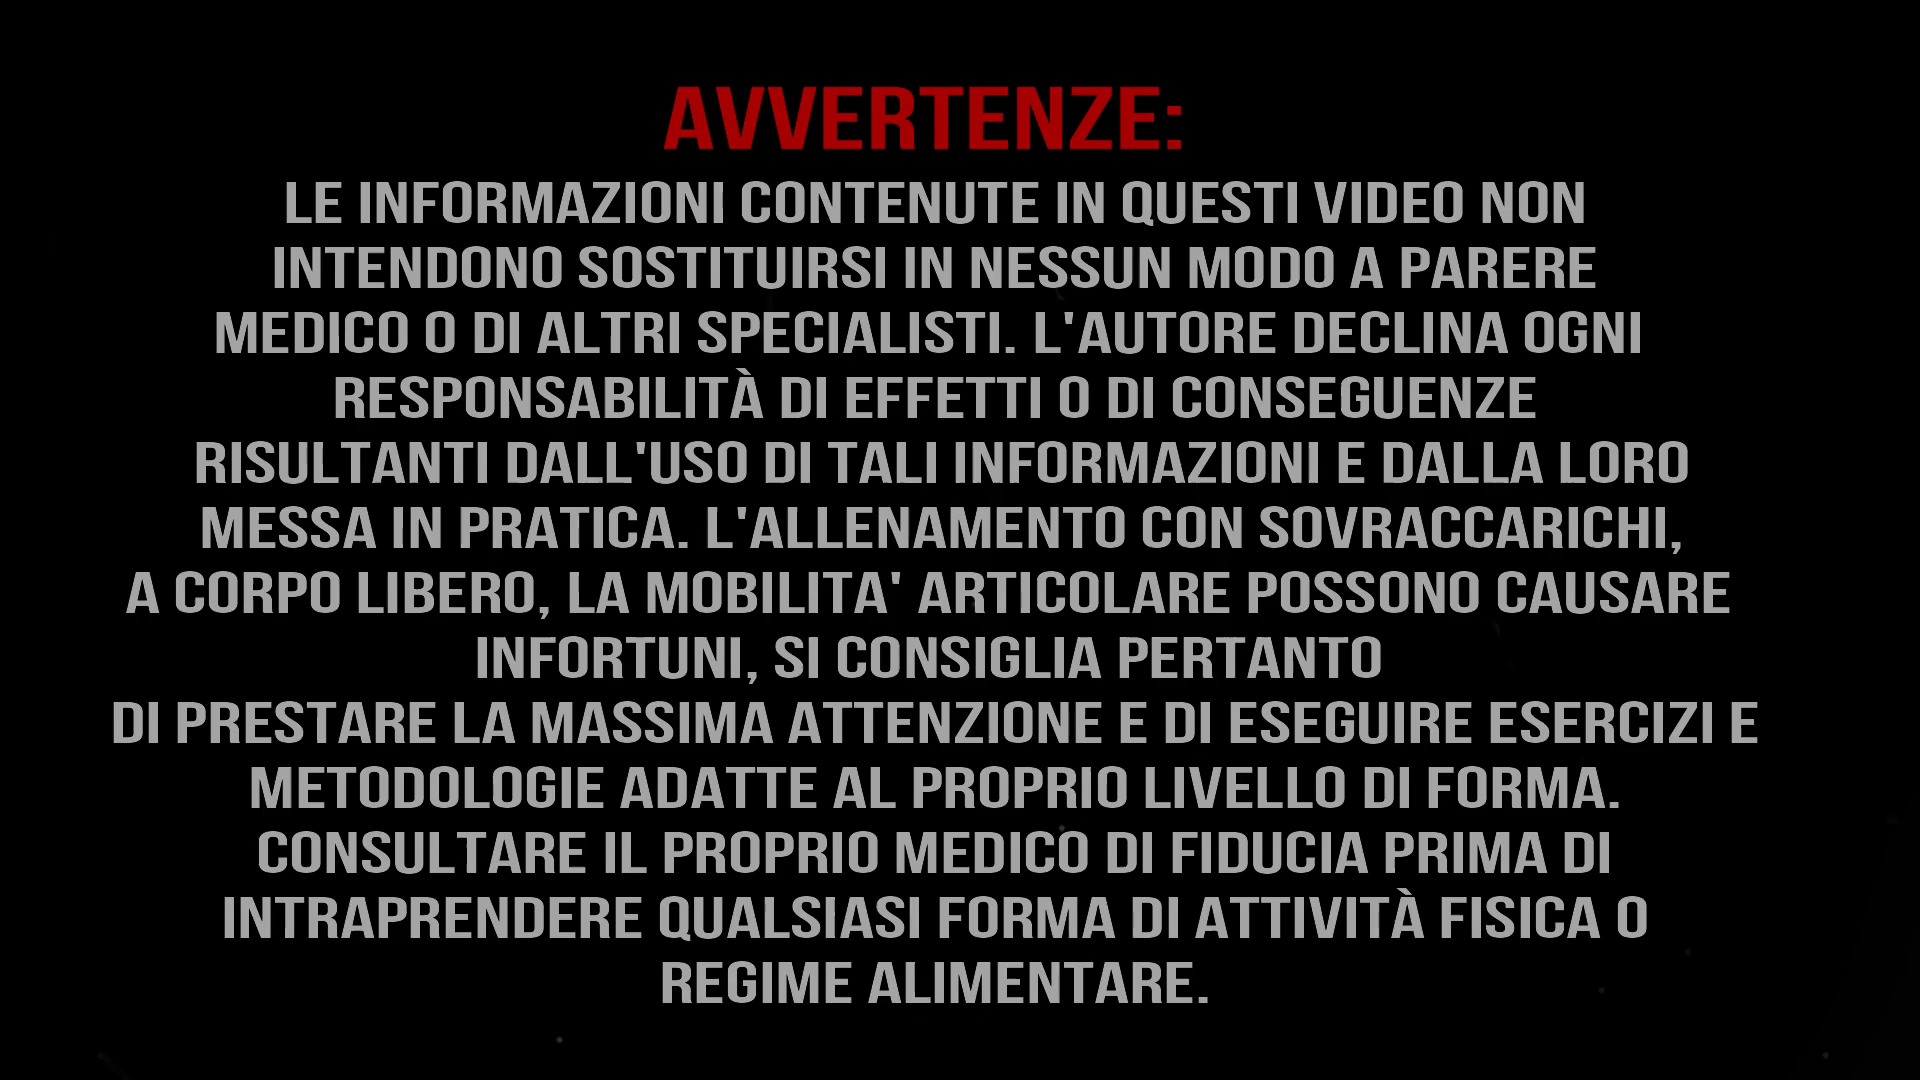 AVVERTENZE:
LE INFORMAZIONI CONTENUTE IN QUESTI VIDEO NON
INTENDONO SOSTITUIRSI IN NESSUN MODO A PARERE
MEDICO O DI ALTRI SPECIALISTI. L'AUTORE DECLINA OGNI
RESPONSABILITÀ DI EFFETTI O DI CONSEGUENZE
RISULTANTI DALL'USO DI TALI INFORMAZIONI E DALLA LORO
MESSA IN PRATICA. L'ALLENAMENTO CON SOVRACCARICHI,
A CORPO LIBERO, LA MOBILITA' ARTICOLARE POSSONO CAUSARE
INFORTUNI, SI CONSIGLIA PERTANTO
DI PRESTARE LA MASSIMA ATTENZIONE E DI ESEGUIRE ESERCIZI E
METODOLOGIE ADATTE AL PROPRIO LIVELLO DI FORMA.
CONSULTARE IL PROPRIO MEDICO DI FIDUCIA PRIMA DI
INTRAPRENDERE QUALSIASI FORMA DI ATTIVITÀ FISICA O
REGIME ALIMENTARE.